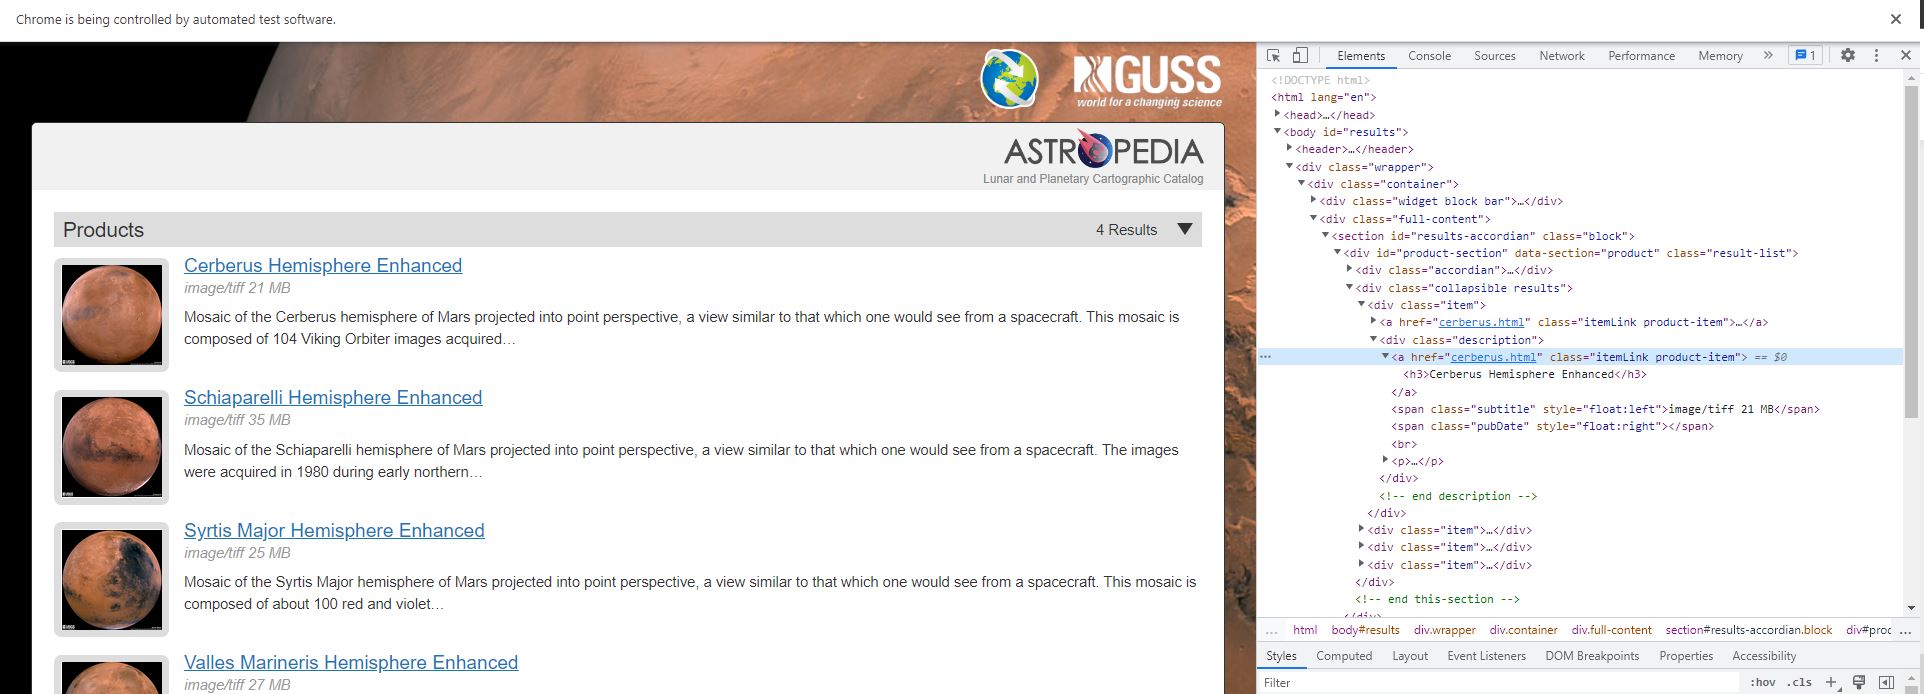 Chrome is being controlled by automated test software.
GUSS
world for a changing science
ASTROPEDIA
Lunar and Planetary Cartographic Catalog
Products
4 Results
Cerberus Hemisphere Enhanced
image/tiff 21 MB
Mosaic of the Cerberus hemisphere of Mars projected into point perspective, a view similar to that which one would see from a spacecraft. This mosaic is
composed of 104 Viking Orbiter images acquired…
Schiaparelli Hemisphere Enhanced
image/tiff 35 MB
Mosaic of the Schiaparelli hemisphere of Mars projected into point perspective, a view similar to that which one would see from a spacecraft. The images
were acquired in 1980 during early northern…
Syrtis Major Hemisphere Enhanced
image/tiff 25 MB
Mosaic of the Syrtis Major hemisphere of Mars projected into point perspective, a view similar to that which one would see from a spacecraft. This mosaic is
composed of about 100 red and violet…
Valles Marineris Hemisphere Enhanced
image/tiff 27 MB
Elements Console Sources Network Performance Memory » 1
<!DOCTYPE html>
<html lang="en">
<head>…</head>
<body id="results">
<header>…</header>
<div class="wrapper">
<div class="container">
<div class="widget block bar">…</div>
<div class="full-content">
<section id="results-accordian" class="block">
<div id="product-section" data-section="product" class="result-list">
<div class="accordian">…</div>
<div class="collapsible results">
<div class="item">
<a href="cerberus.html" class="itemLink product-item">…</a>
<div class="description">
… <a href="cerberus.html" class="itemLink product-item"> == $0
<h3>Cerberus Hemisphere Enhanced</h3>
</a>
<span class="subtitle" style="float:left">image/tiff 21 MB</span>
<span class="pubDate" style="float:right"></span>
<br>
<p>…</p>
</div>
<!-- end description -->
</div>
<div class="item">…</div>
<div class="item">…</div>
<div class="item">…</div>
</div>
<!-- end this-section -->
</div>
… html body#results div.wrapper div.container div.full-content section#results-accordian.block div#proc …
Styles Computed Layout Event Listeners DOM Breakpoints Properties Accessibility
Filter :hov .cls +